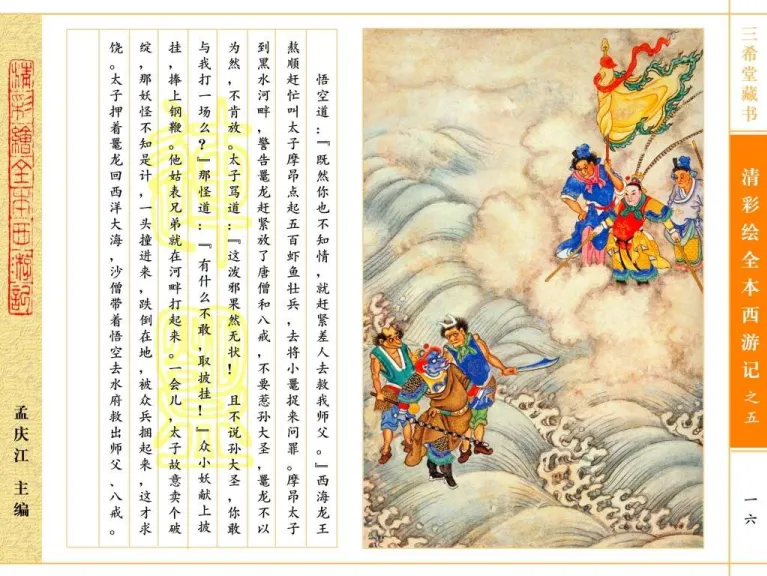 三希堂藏书
清彩绘全本西游记之五
一六
悟空道：『既然你也不知情，就赶紧差人去救我师父。』西海龙王
熬顺赶忙叫太子摩昂点起五百虾鱼壮兵，去将小鼍捉来问罪。摩昂太子
到黑水河畔，警告鼍龙赶紧放了唐僧和八戒，不要惹孙大圣，鼍龙不以
为然，不肯放。太子骂道：『这泼邪果然无状！且不说孙大圣，你敢
与我打一场么？』那怪道：『有什么不敢，取披挂！』众小妖献上披
挂，捧上钢鞭。他姑表兄弟就在河畔打起来。一会儿，太子故意卖个破
绽，那妖怪不知是计，一头撞进来，跌倒在地，被众兵捆起来，这才求
饶。太子押着鼍龙回西洋大海，沙僧带着悟空去水府救出师父、八戒。
清彩绘全本西游记
孟庆江 主编